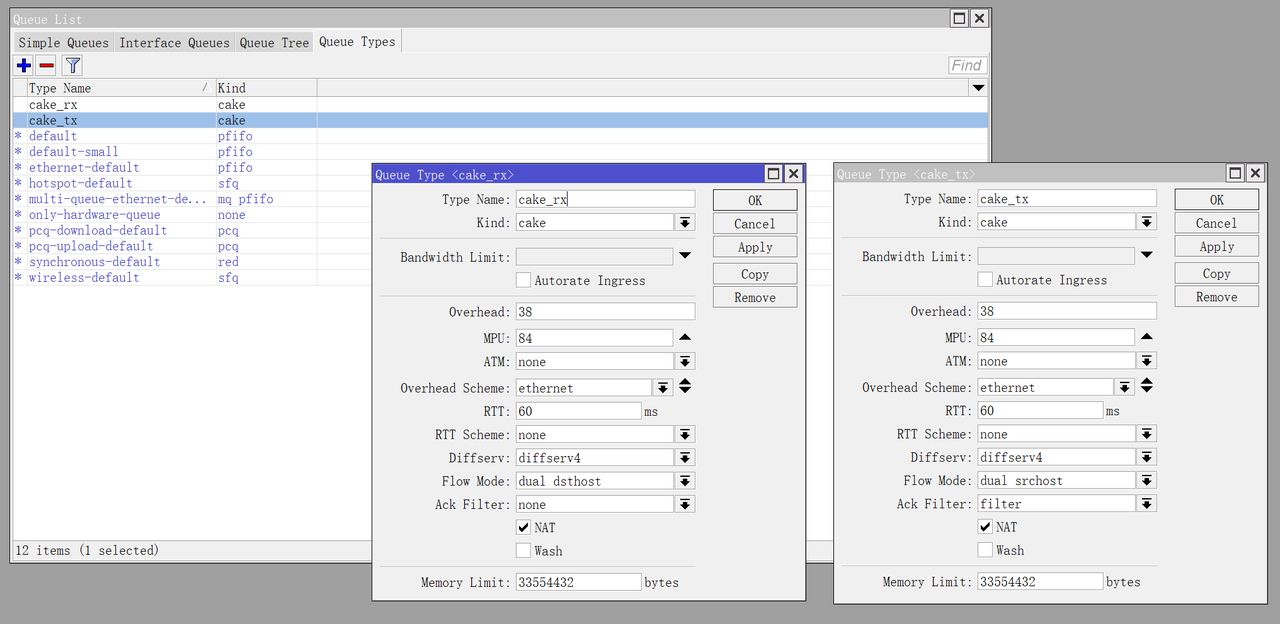 Queue List
Simple Queues Interface Queues Queue Tree Queue Types
Find
Type Name / Kind
cake_rx cake
cake_tx cake
* default pfifo
* default-small pfifo
* ethernet-default pfifo
* hotspot-default sfq
* multi-queue-ethernet-de... mq pfifo
* only-hardware-queue none
* pcq-download-default pcq
* pcq-upload-default pcq
* synchronous-default red
* wireless-default sfq
12 items (1 selected)
Queue Type <cake_rx>
Type Name: cake_rx
Kind: cake
Bandwidth Limit:
Autorate Ingress
Overhead: 38
MPU: 84
ATM: none
Overhead Scheme: ethernet
RTT: 60 ms
RTT Scheme: none
Diffserv: diffserv4
Flow Mode: dual dsthost
Ack Filter: none
NAT
Wash
Memory Limit: 33554432 bytes
OK
Cancel
Apply
Copy
Remove
Queue Type <cake_tx>
Type Name: cake_tx
Kind: cake
Bandwidth Limit:
Autorate Ingress
Overhead: 38
MPU: 84
ATM: none
Overhead Scheme: ethernet
RTT: 60 ms
RTT Scheme: none
Diffserv: diffserv4
Flow Mode: dual srchost
Ack Filter: filter
NAT
Wash
Memory Limit: 33554432 bytes
OK
Cancel
Apply
Copy
Remove